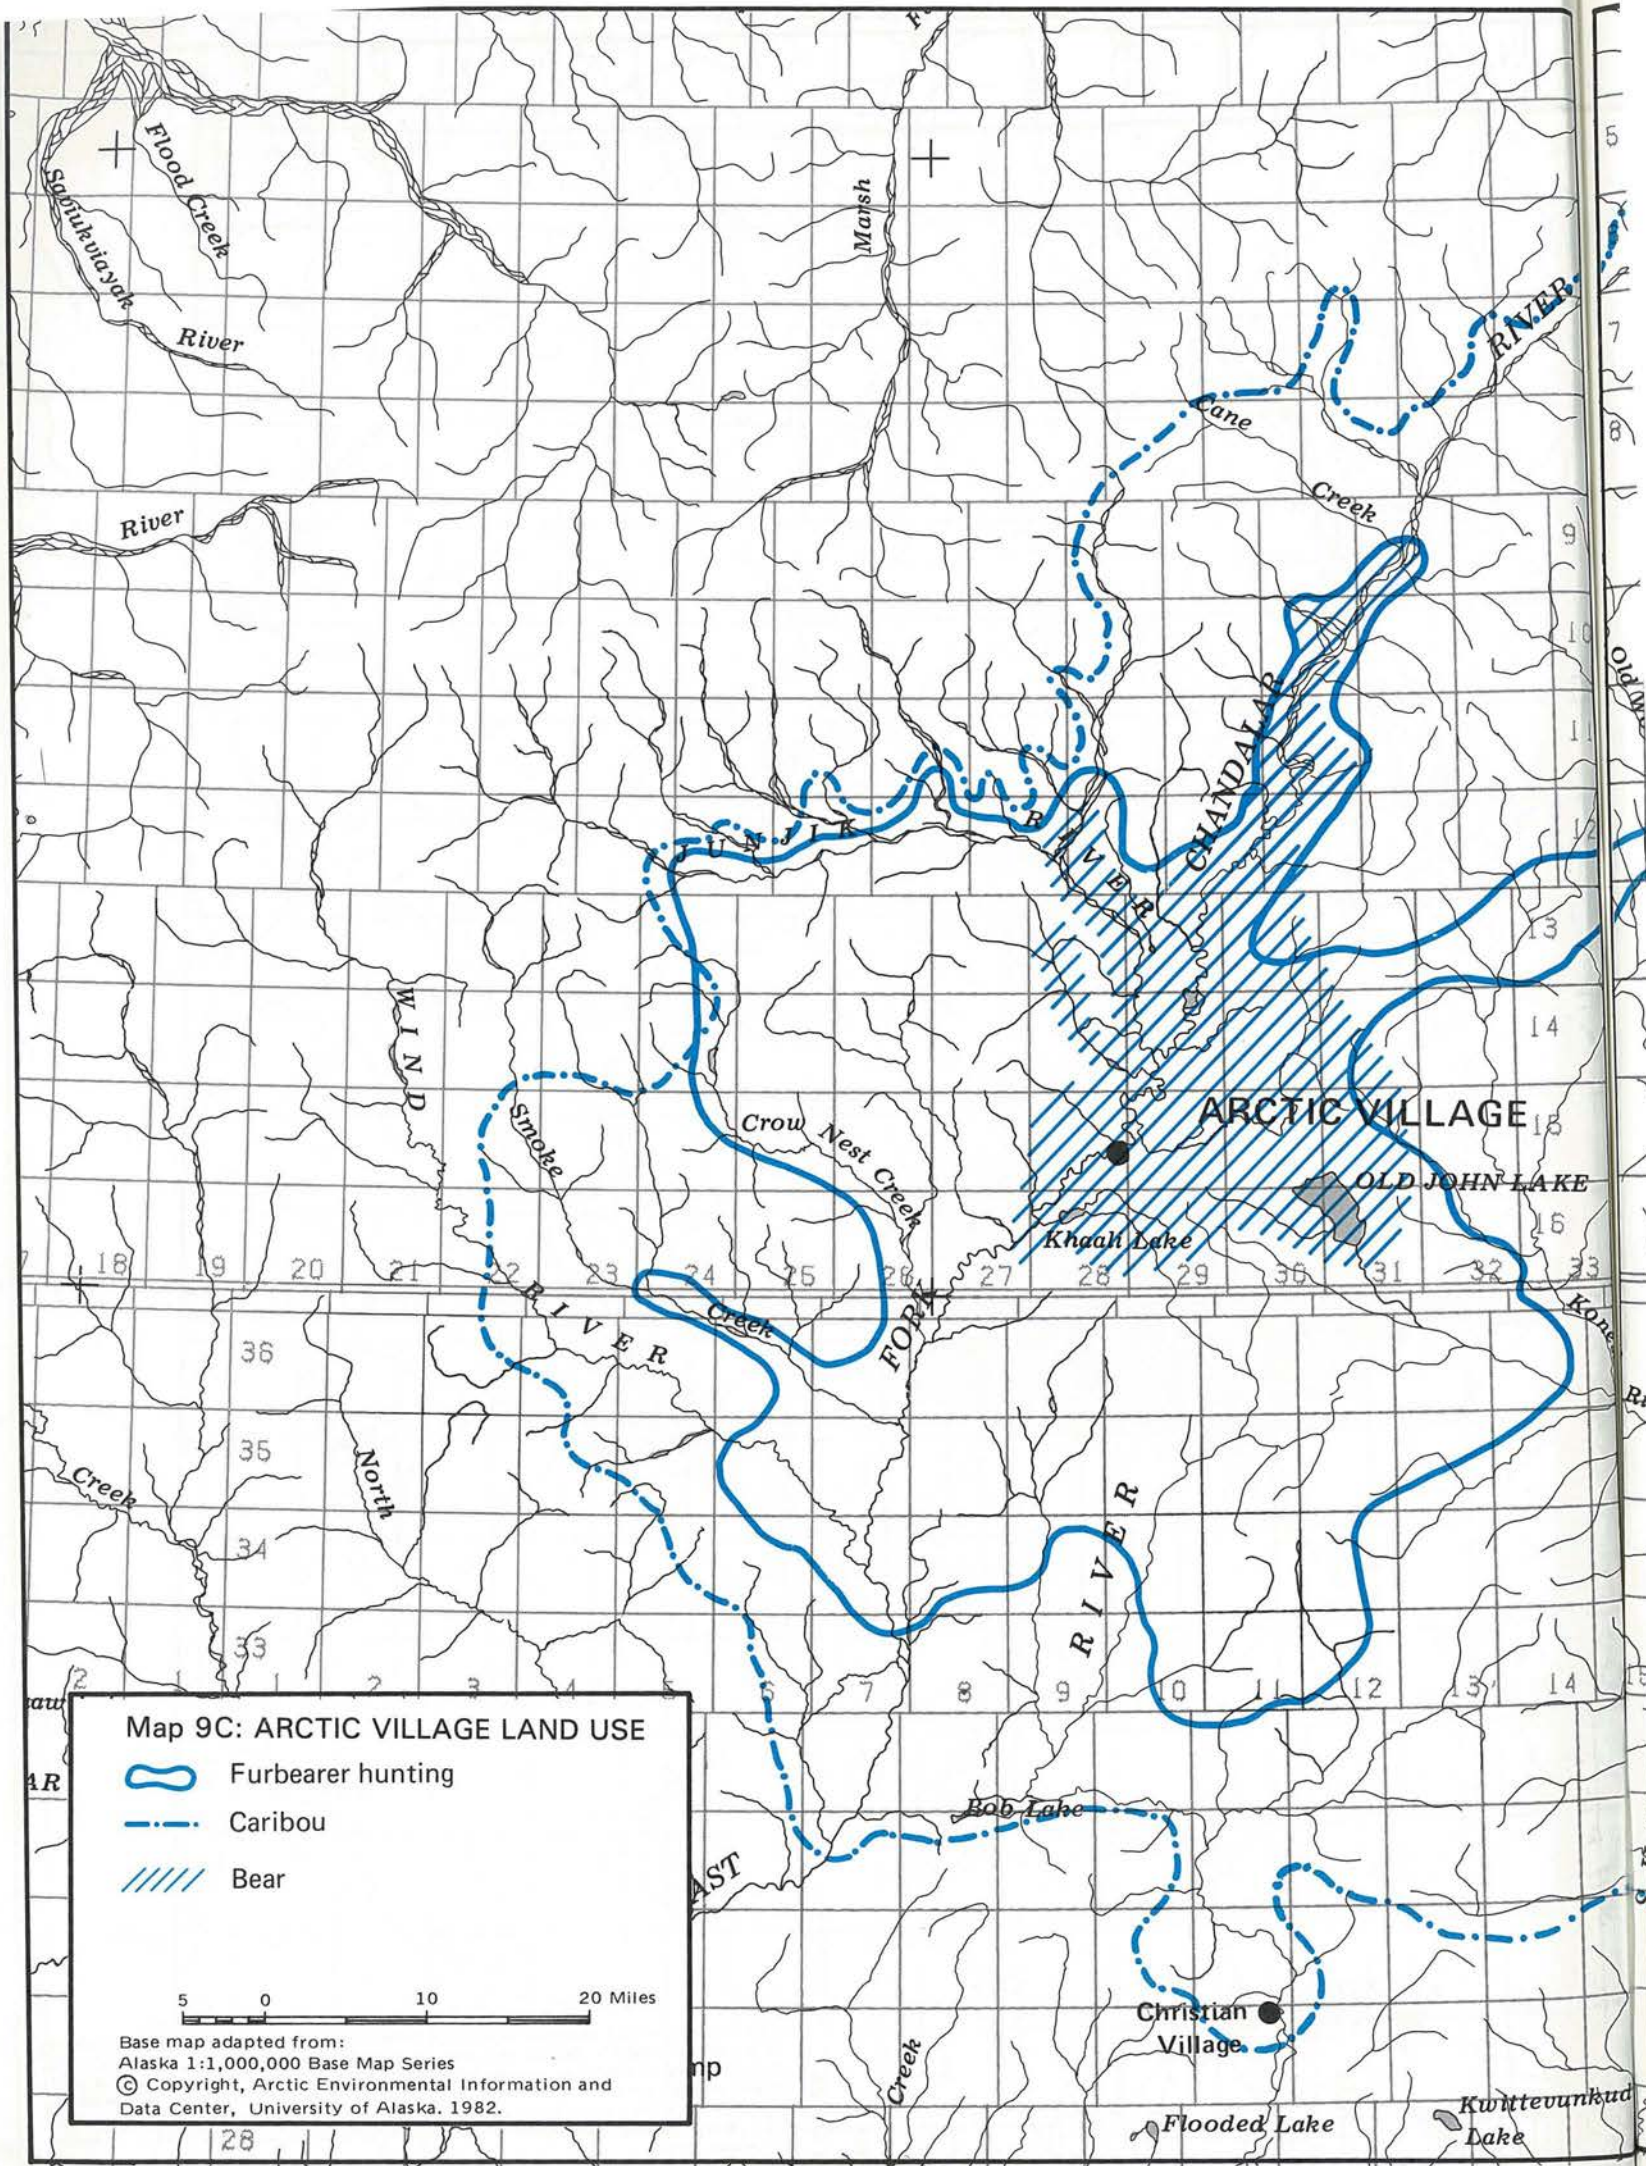 Flood Creek
Saviukviayak
River
Marsh
5
7
8
RIVER
Cane
Creek
River
9
10
11
12
13
14
15
16
CHANDALAR
JUNJIK
RIVER
WIND
RIVER
Smoke
Creek
Crow Nest Creek
ARCTIC VILLAGE
OLD JOHN LAKE
Khaali Lake
18 19 20 21 22 23 24 25 26 27 28 29 30 31 32 33
FORK
36
35
34
33
Creek
North
RIVER
2 1 1 2 3 4 5 6 7 8 9 10 11 12 13 14 15
Map 9C: ARCTIC VILLAGE LAND USE
Furbearer hunting
Caribou
Bear
5 0 10 20 Miles
Base map adapted from:
Alaska 1:1,000,000 Base Map Series
© Copyright, Arctic Environmental Information and
Data Center, University of Alaska. 1982.
Bob Lake
AST
Christian
Village
Creek
Flooded Lake
Kwittevunkud
Lake
28